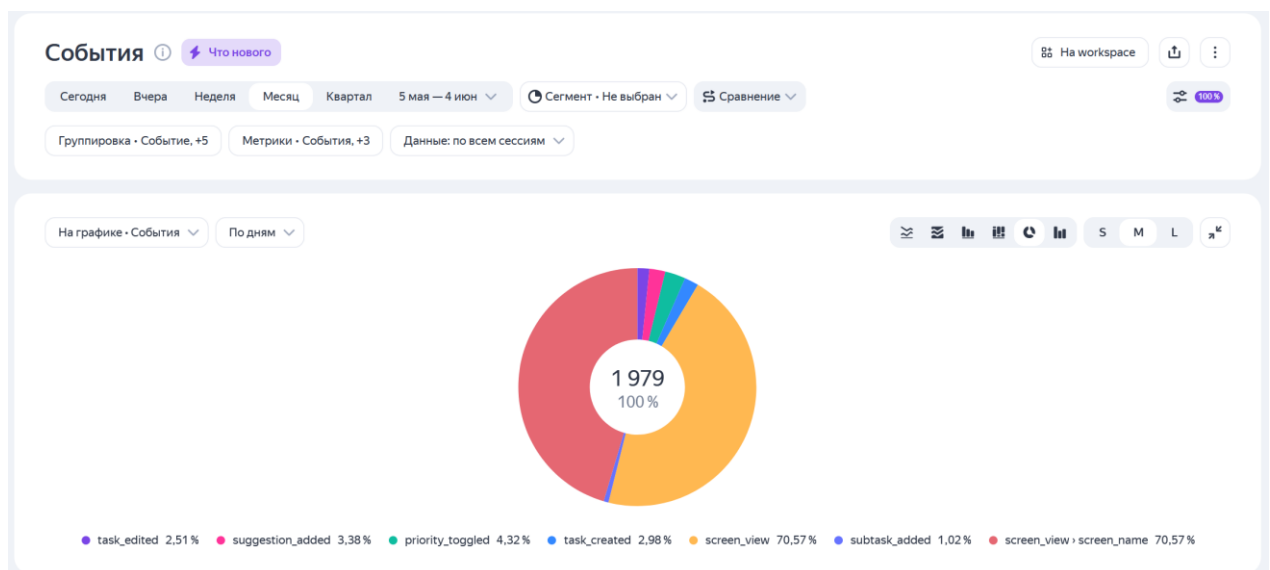 События Что нового На workspace
Сегодня Вчера Неделя Месяц Квартал 5 мая — 4 июн Сегмент • Не выбран Сравнение 100 %
Группировка • Событие, +5 Метрики • События, +3 Данные: по всем сессиям
На графике • События По дням S M L
1 979
100 %
task_edited 2,51 % suggestion_added 3,38 % priority_toggled 4,32 % task_created 2,98 % screen_view 70,57 % subtask_added 1,02 % screen_view › screen_name 70,57 %